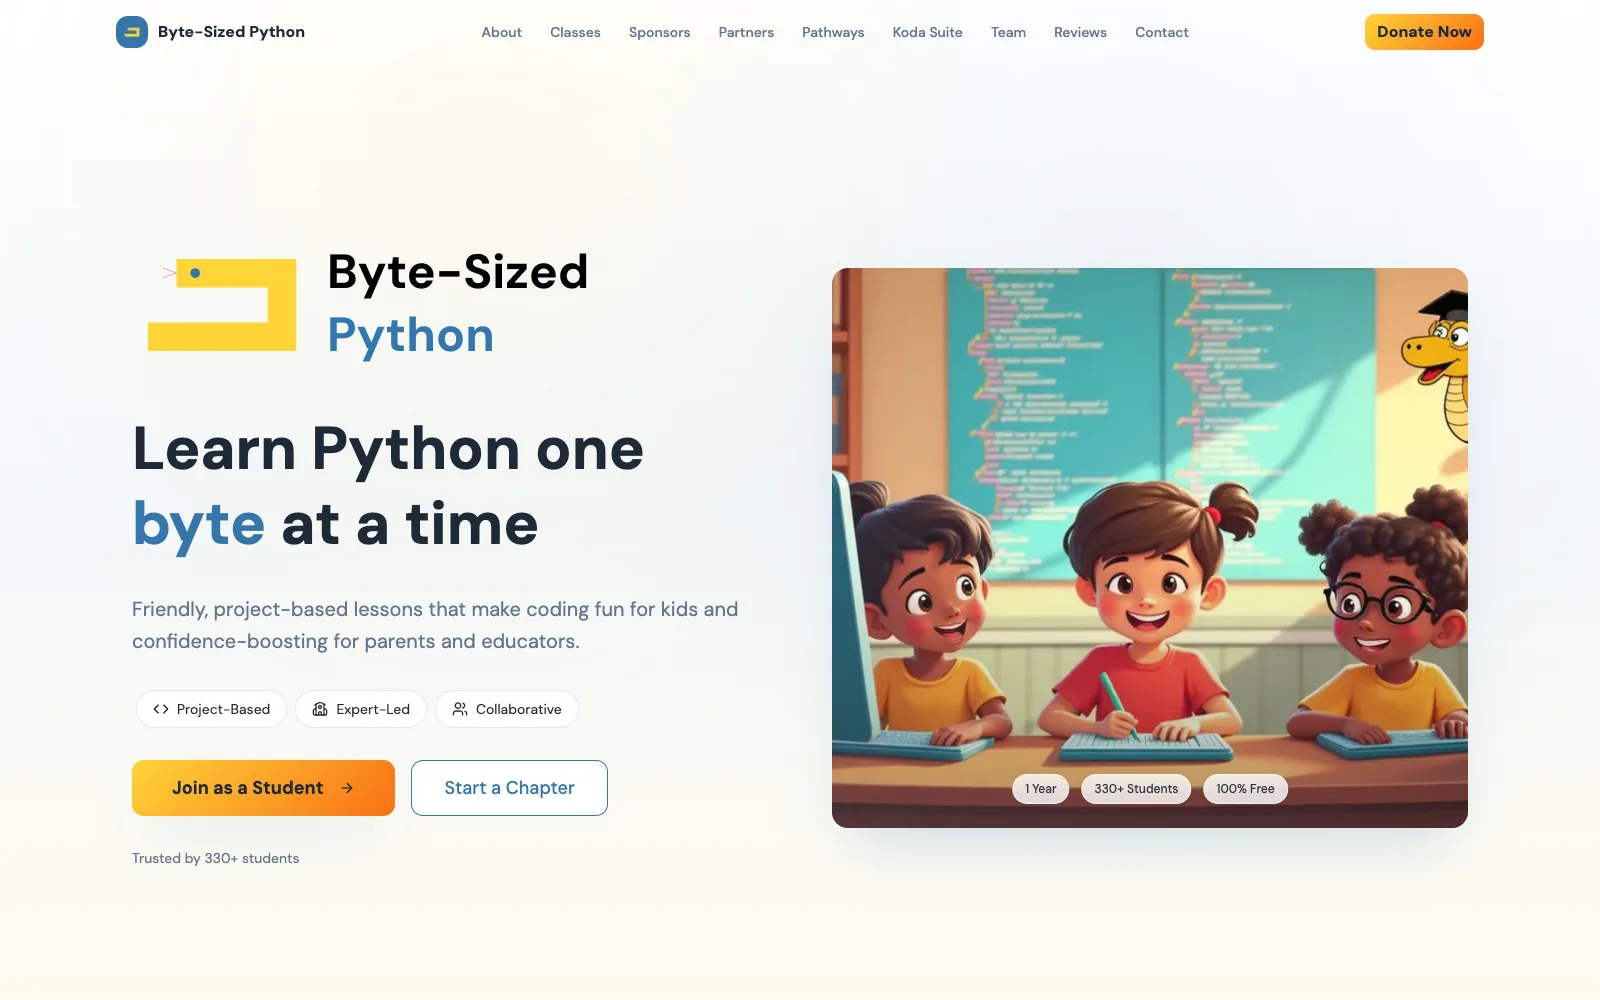 Byte-Sized Python
About
Classes
Sponsors
Partners
Pathways
Koda Suite
Team
Reviews
Contact
Donate Now
Byte-Sized
Python
Learn Python one
byte at a time
Friendly, project-based lessons that make coding fun for kids and
confidence-boosting for parents and educators.
Project-Based
Expert-Led
Collaborative
Join as a Student →
Start a Chapter
Trusted by 330+ students
1 Year
330+ Students
100% Free